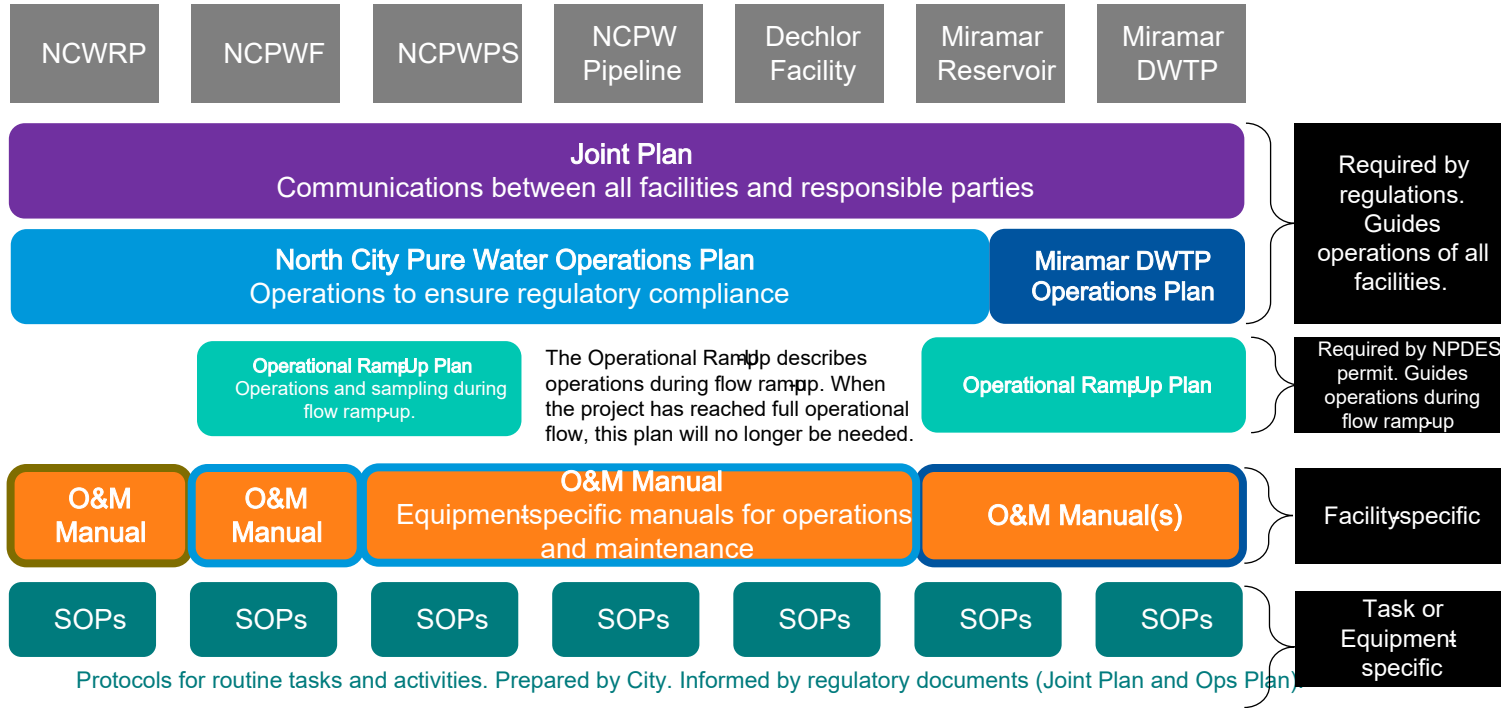 NCWRP
NCPWF
NCPWPS
NCPW
Pipeline
Dechlor
Facility
Miramar
Reservoir
Miramar
DWTP
Joint Plan
Communications between all facilities and responsible parties
Required by
regulations.
Guides
operations of all
facilities.
North City Pure Water Operations Plan
Operations to ensure regulatory compliance
Miramar DWTP
Operations Plan
Operational Ramp-Up Plan
Operations and sampling during
flow ramp-up.
The Operational Ramp-Up describes
operations during flow ramp-up. When
the project has reached full operational
flow, this plan will no longer be needed.
Operational Ramp-Up Plan
Required by NPDES
permit. Guides
operations during
flow ramp-up
O&M
Manual
O&M
Manual
O&M Manual
Equipment-specific manuals for operations
and maintenance
O&M Manual(s)
Facility-specific
SOPs
SOPs
SOPs
SOPs
SOPs
SOPs
SOPs
Task or
Equipment-
specific
Protocols for routine tasks and activities. Prepared by City. Informed by regulatory documents (Joint Plan and Ops Plan).